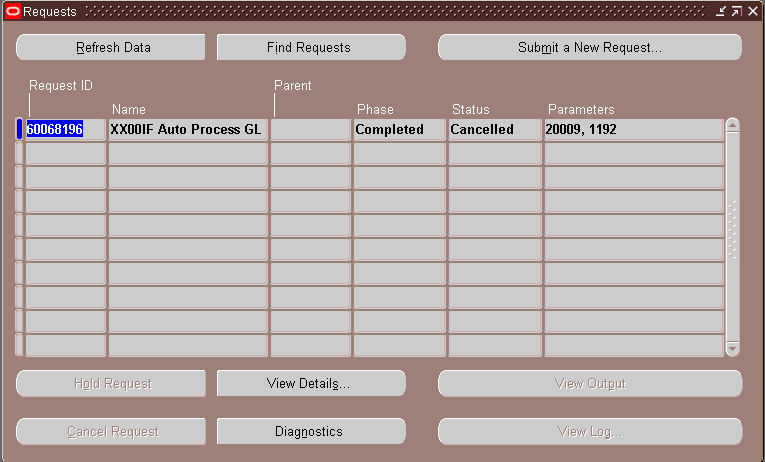 Requests
Refresh Data Find Requests Submit a New Request...
Request ID Parent
Name Phase Status Parameters
60068196 XX00IF Auto Process GL Completed Cancelled 20009, 1192
Hold Request View Details... View Output
Cancel Request Diagnostics View Log...